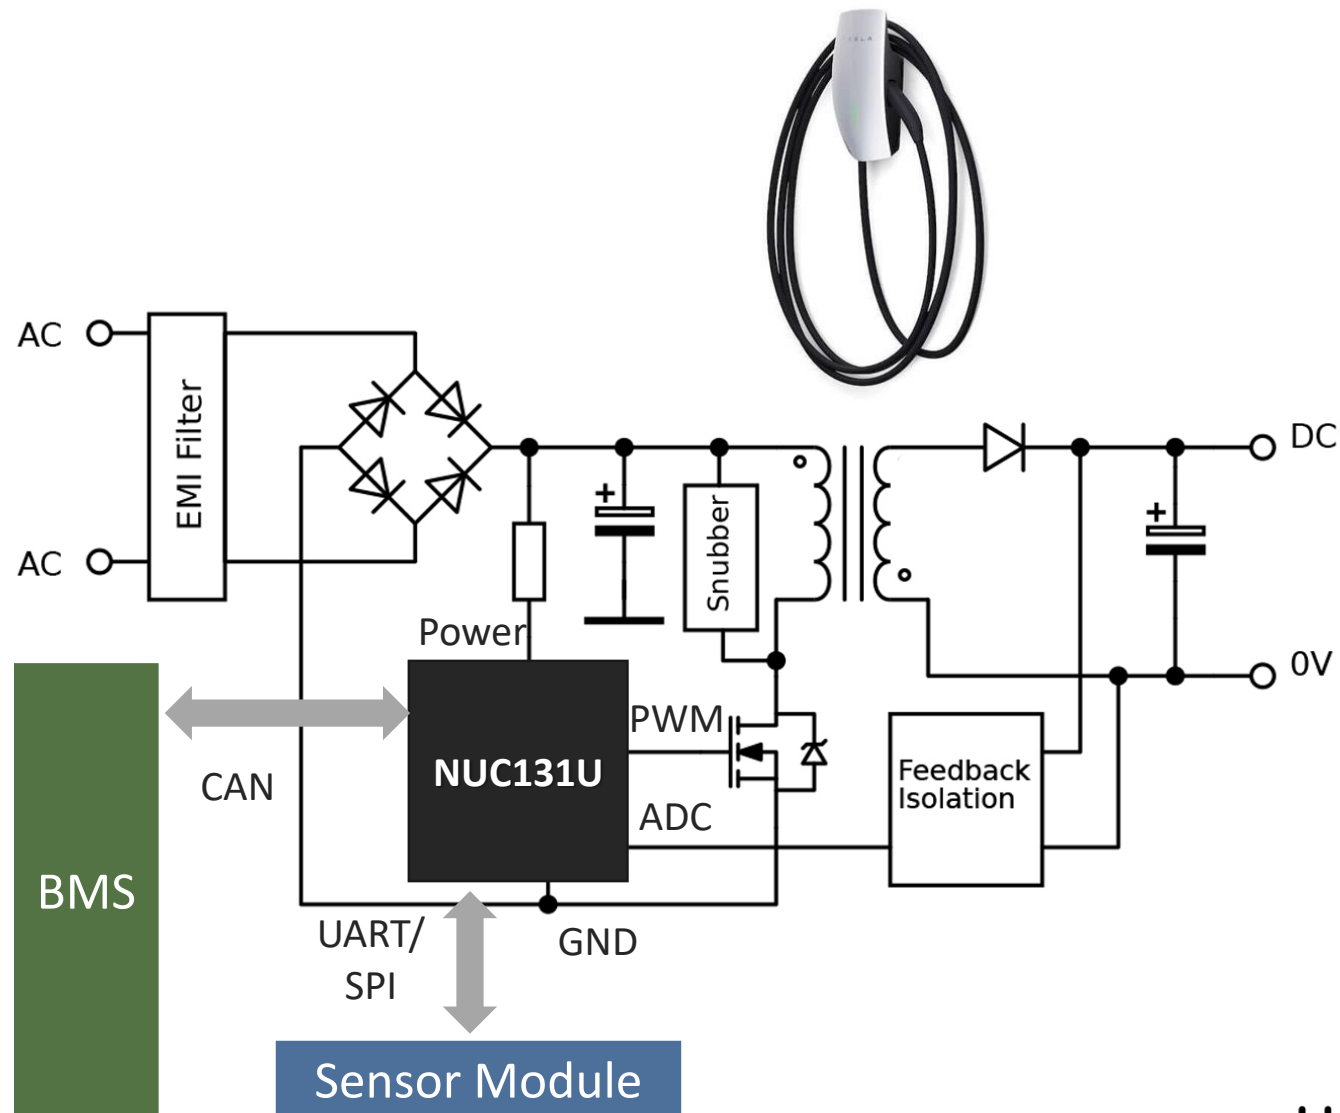 AC
EMI Filter
AC
+
Snubber
DC
+
0V
Power
PWM
NUC131U
CAN
ADC
Feedback
Isolation
BMS
UART/
SPI
GND
Sensor Module